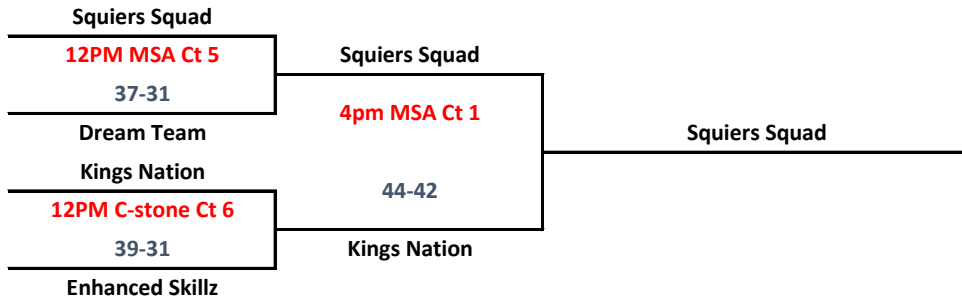 Squiers Squad
12PM MSA Ct 5
37-31
Dream Team
Kings Nation
12PM C-stone Ct 6
39-31
Enhanced Skillz
Squiers Squad
4pm MSA Ct 1
44-42
Kings Nation
Squiers Squad